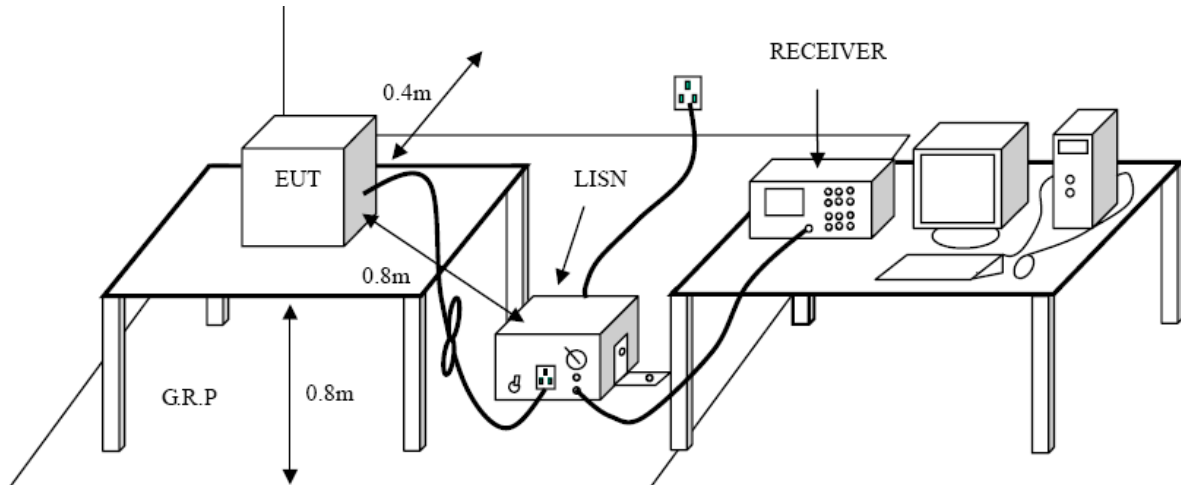 RECEIVER
0.4m
EUT
LISN
0.8m
G.R.P
0.8m